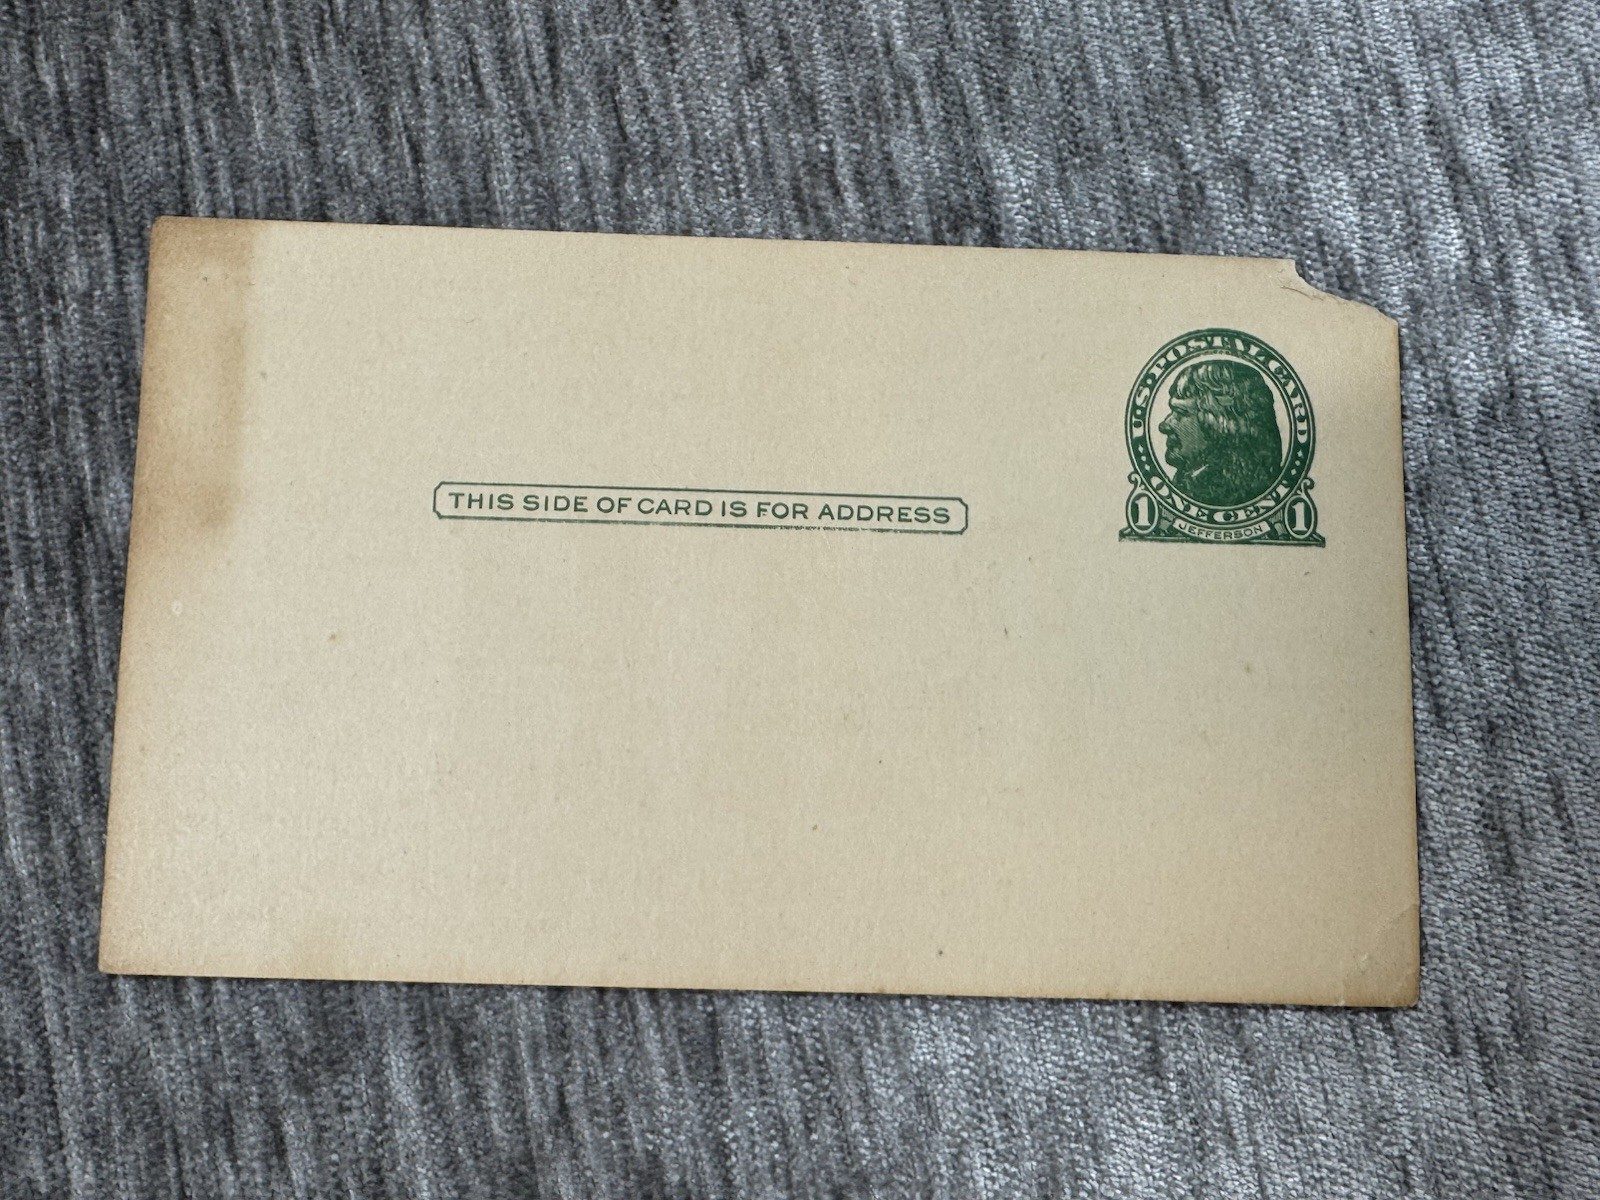 U.S. POSTAL CARD
THIS SIDE OF CARD IS FOR ADDRESS
ONE CENT
1 JEFFERSON 1